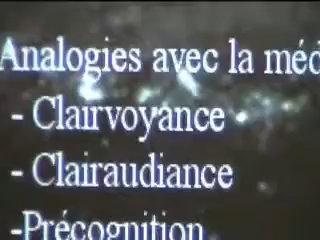 Analogies avec la méd
- Clairvoyance
- Clairaudiance
-Précognition